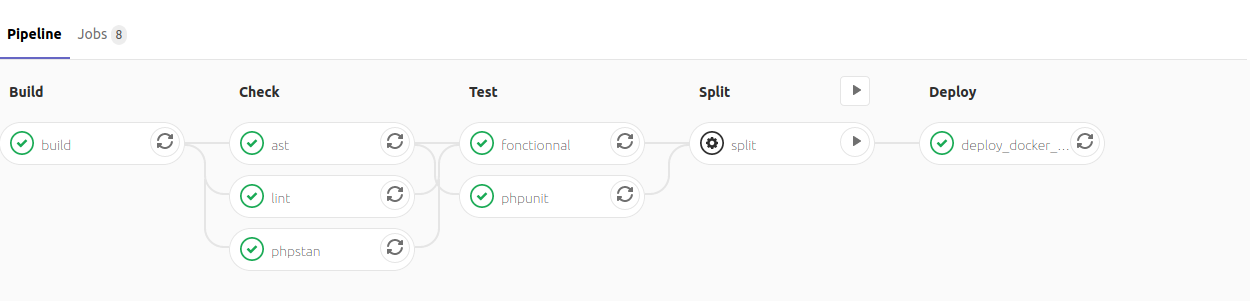 Pipeline Jobs 8
Build Check Test Split Deploy
build ast fonctionnal split deploy_docker_...
lint phpunit
phpstan